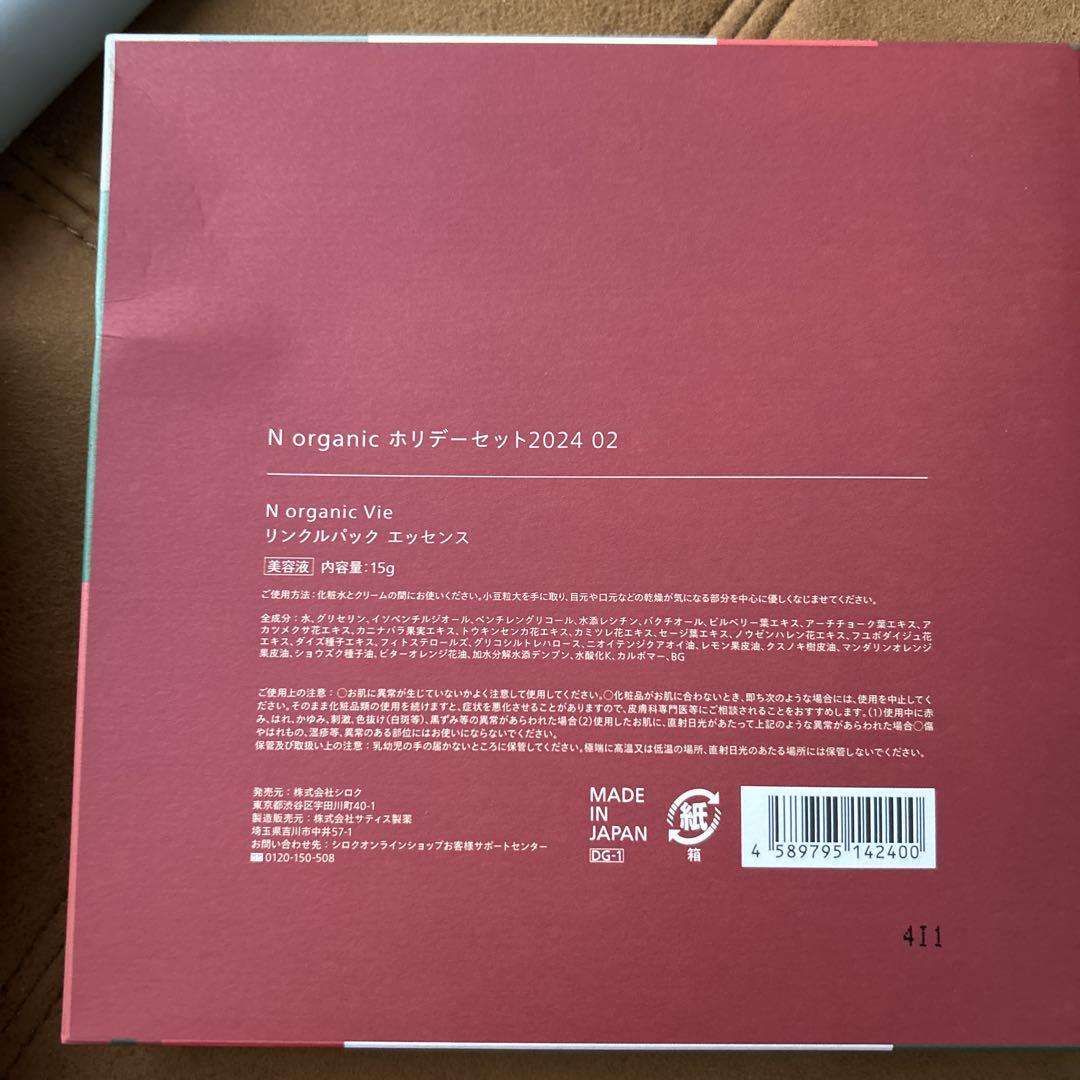 N organic ホリデーセット2024 02
N organic Vie
リンクルパック エッセンス
美容液 内容量：15g
ご使用方法：化粧水とクリームの間にお使いください。小豆粒大を手に取り、目元や口元などの乾燥が気になる部分を中心に優しくなじませてください。
全成分：水、グリセリン、イソペンチルジオール、ペンチレングリコール、水添レシチン、バクチオール、ビルベリー葉エキス、アーチチョーク葉エキス、ア
カツメクサ花エキス、カニナバラ果実エキス、トウキンセンカ花エキス、カミツレ花エキス、セージ葉エキス、ノウゼンハレン花エキス、フユボダイジュ花
エキス、ダイズ種子エキス、フィトステロールズ、グリコシルトレハロース、ニオイテンジクアオイ油、レモン果皮油、クスノキ樹皮油、マンダリンオレンジ
果皮油、ショウズク種子油、ビターオレンジ花油、加水分解水添デンプン、水酸化K、カルボマー、BG
ご使用上の注意：○お肌に異常が生じていないかよく注意して使用してください。○化粧品がお肌に合わないとき、即ち次のような場合には、使用を中止してく
ださい。そのまま化粧品類の使用を続けますと、症状を悪化させることがありますので、皮膚科専門医等にご相談されることをおすすめします。(1)使用中に赤
み、はれ、かゆみ、刺激、色抜け(白斑等)、黒ずみ等の異常があらわれた場合(2)使用したお肌に、直射日光があたって上記のような異常があらわれた場合○傷
やはれもの、湿疹等、異常のある部位にはお使いにならないでください。
保管及び取扱い上の注意：乳幼児の手の届かないところに保管してください。極端に高温又は低温の場所、直射日光のあたる場所には保管しないでください。
発売元：株式会社シロク
東京都渋谷区宇田川町40-1
製造販売元：株式会社サティス製薬
埼玉県吉川市中井57-1
お問い合わせ先：シロクオンラインショップお客様サポートセンター
0120-150-508
MADE
IN
JAPAN
DG-1
紙
箱
4 589795 142400
4I1